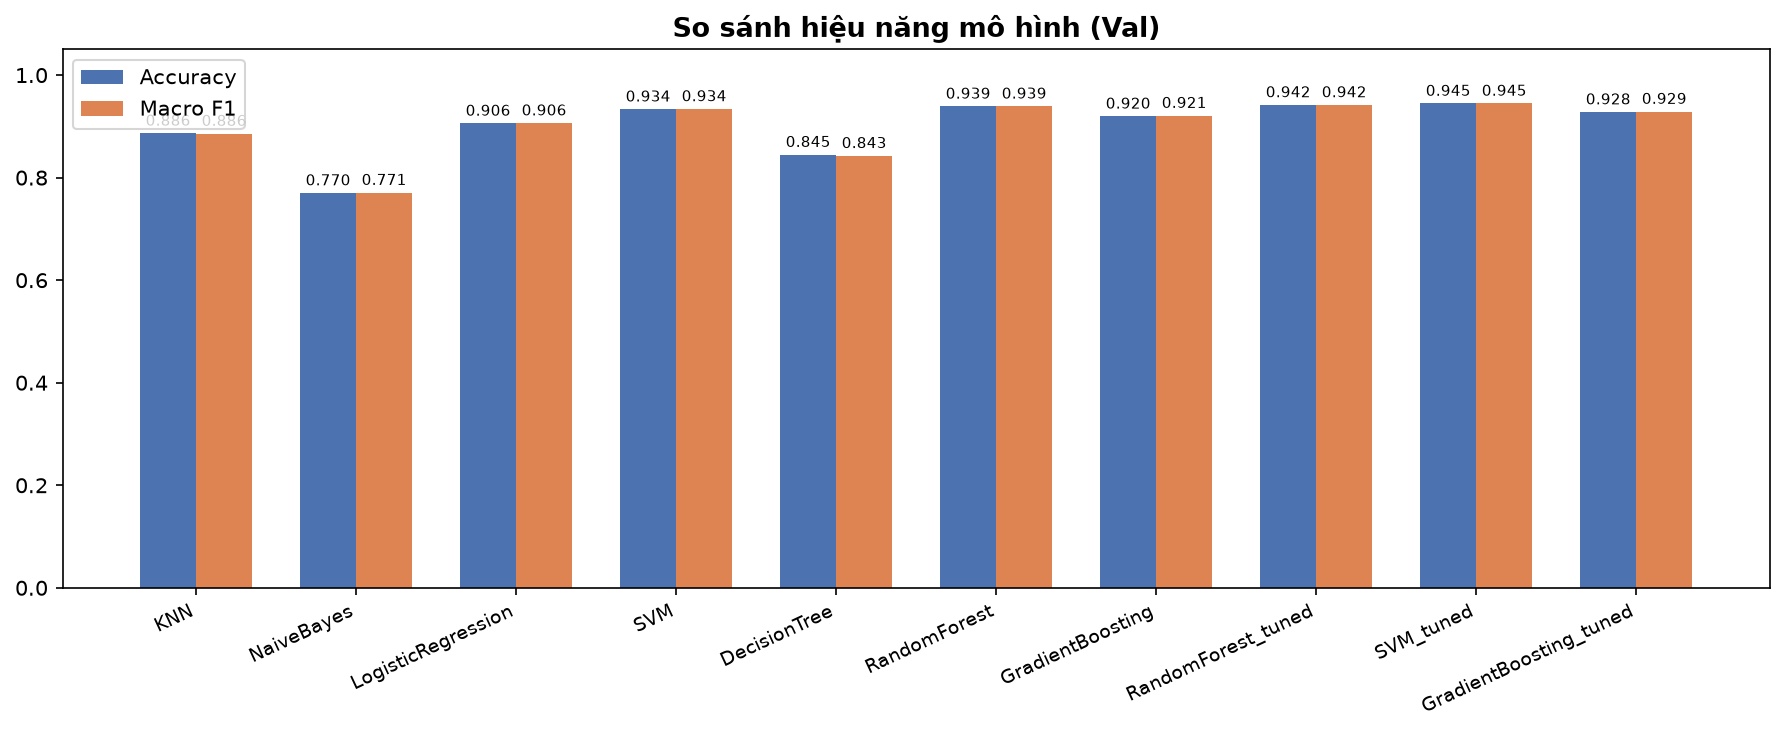 So sánh hiệu năng mô hình (Val)
Accuracy
Macro F1
1.0
0.8
0.6
0.4
0.2
0.0
0.886 0.886
0.770 0.771
0.906 0.906
0.934 0.934
0.845 0.843
0.939 0.939
0.920 0.921
0.942 0.942
0.945 0.945
0.928 0.929
KNN
NaiveBayes
LogisticRegression
SVM
DecisionTree
RandomForest
GradientBoosting
RandomForest_tuned
SVM_tuned
GradientBoosting_tuned